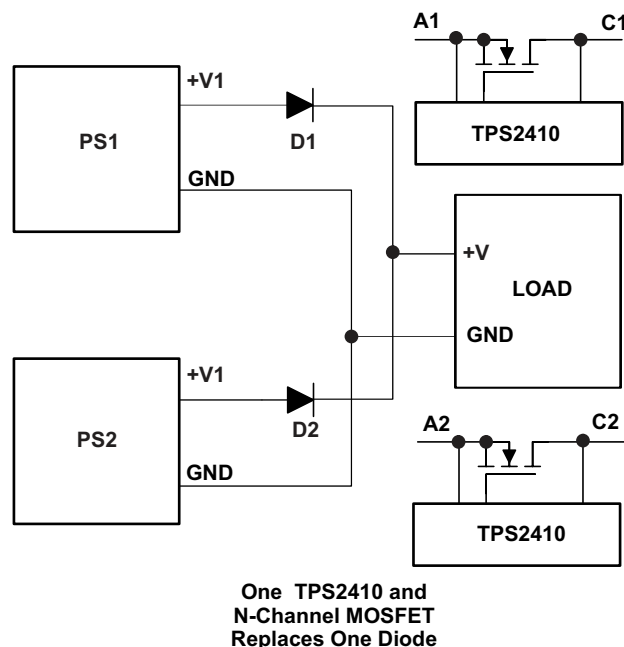 A1
C1
+V1
PS1
D1
TPS2410
GND
+V
LOAD
GND
+V1
A2
C2
D2
PS2
GND
TPS2410
One TPS2410 and
N-Channel MOSFET
Replaces One Diode